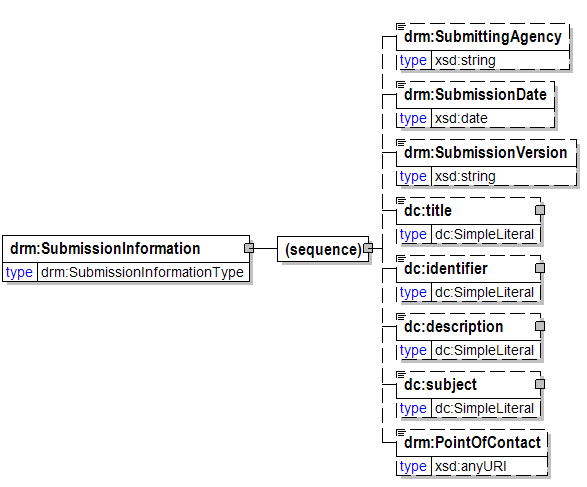 drm:SubmittingAgency
type xsd:string
drm:SubmissionDate
type xsd:date
drm:SubmissionVersion
type xsd:string
dc:title
type dc:SimpleLiteral
drm:SubmissionInformation
type drm:SubmissionInformationType
(sequence)
dc:identifier
type dc:SimpleLiteral
dc:description
type dc:SimpleLiteral
dc:subject
type dc:SimpleLiteral
drm:PointOfContact
type xsd:anyURI